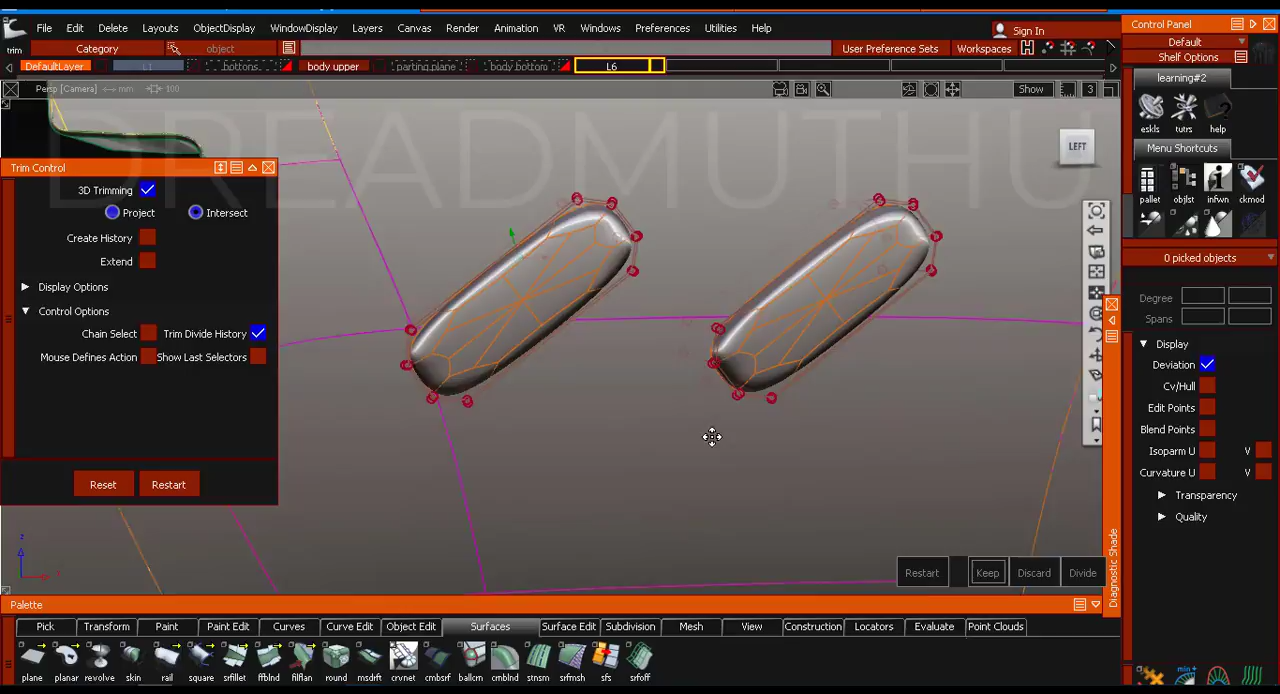 File Edit Delete Layouts ObjectDisplay WindowDisplay Layers Canvas Render Animation VR Windows Preferences Utilities Help
Sign In
trim Category object User Preference Sets Workspaces
DefaultLayer L1 bottons body upper parting plane body bottom L6
Persp [Camera] mm 100 Show 3
DREADMUTHU
LEFT
Trim Control
3D Trimming
Project Intersect
Create History
Extend
Display Options
Control Options
Chain Select Trim Divide History
Mouse Defines Action Show Last Selectors
Reset Restart
Restart Keep Discard Divide
Control Panel
Default
Shelf Options
learning#2
eskls tutrs help
Menu Shortcuts
pallet objlst infwn ckmod
0 picked objects
Degree
Spans
Display
Deviation
Cv/Hull
Edit Points
Blend Points
Isoparm U V
Curvature U V
Transparency
Quality
Diagnostic Shade
Palette
Pick Transform Paint Paint Edit Curves Curve Edit Object Edit Surfaces Surface Edit Subdivision Mesh View Construction Locators Evaluate Point Clouds
plane planar revolve skin rail square srfillet ffblnd filflan round msdrft crvnet cmbsrf ballcrn cmblnd stnsrn srfmsh sfs srfoff